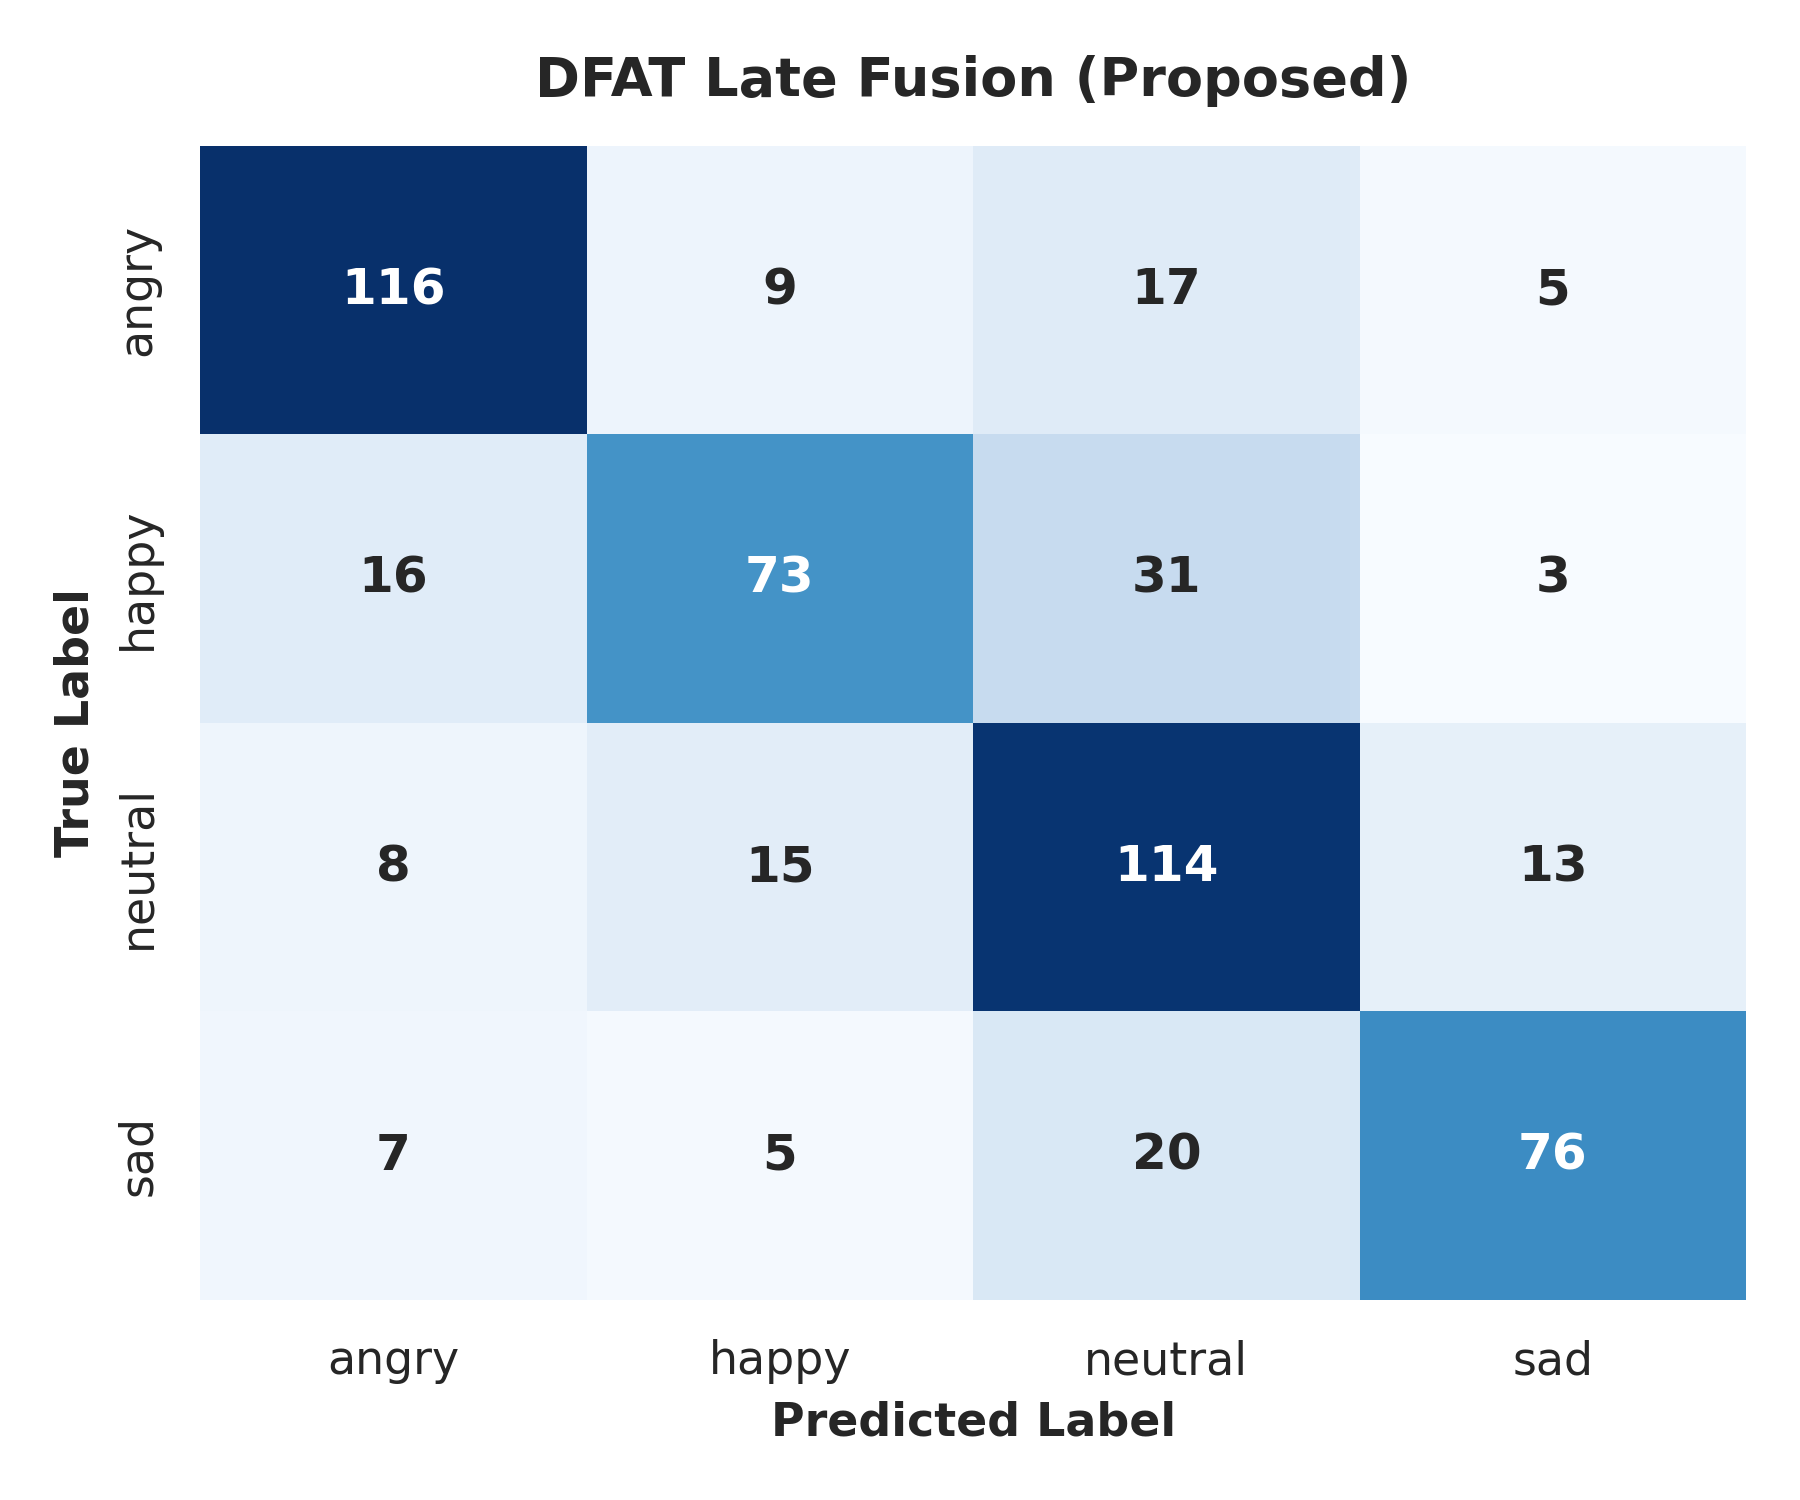 DFAT Late Fusion (Proposed)
True Label
angry 116 9 17 5
happy 16 73 31 3
neutral 8 15 114 13
sad 7 5 20 76
angry happy neutral sad
Predicted Label